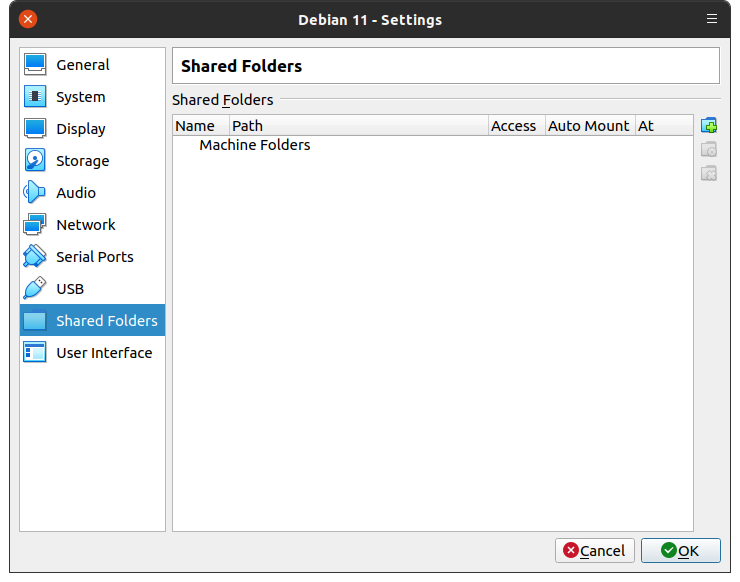 Debian 11 - Settings
General
System
Display
Storage
Audio
Network
Serial Ports
USB
Shared Folders
User Interface
Shared Folders
Shared Folders
Name Path Access Auto Mount At
Machine Folders
Cancel OK